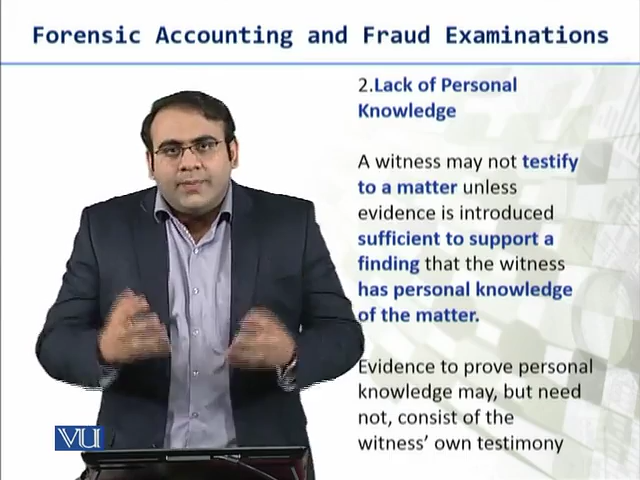 Forensic Accounting and Fraud Examinations
2.Lack of Personal
Knowledge
A witness may not testify
to a matter unless
evidence is introduced
sufficient to support a
finding that the witness
has personal knowledge
of the matter.
Evidence to prove personal
knowledge may, but need
not, consist of the
witness’ own testimony
VU